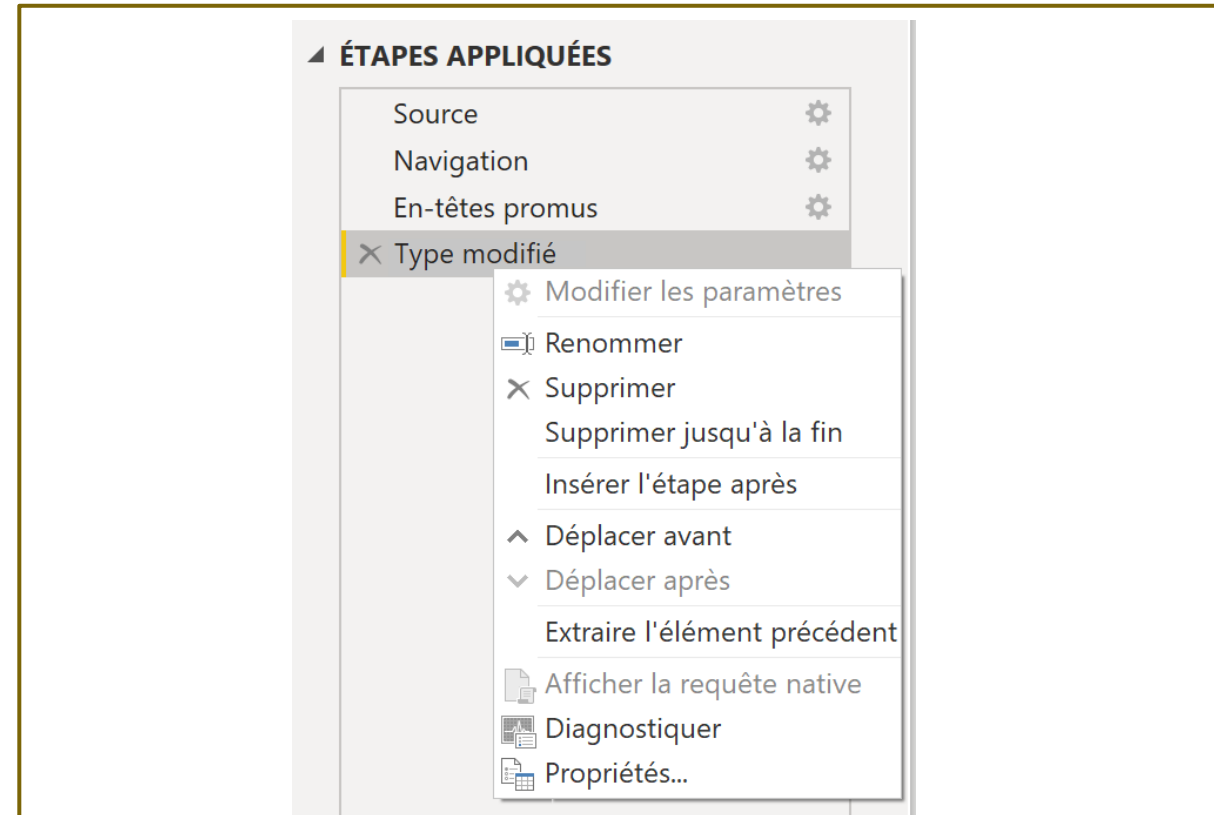 ÉTAPES APPLIQUÉES
Source
Navigation
En-têtes promus
Type modifié
Modifier les paramètres
Renommer
Supprimer
Supprimer jusqu'à la fin
Insérer l'étape après
Déplacer avant
Déplacer après
Extraire l'élément précédent
Afficher la requête native
Diagnostiquer
Propriétés...